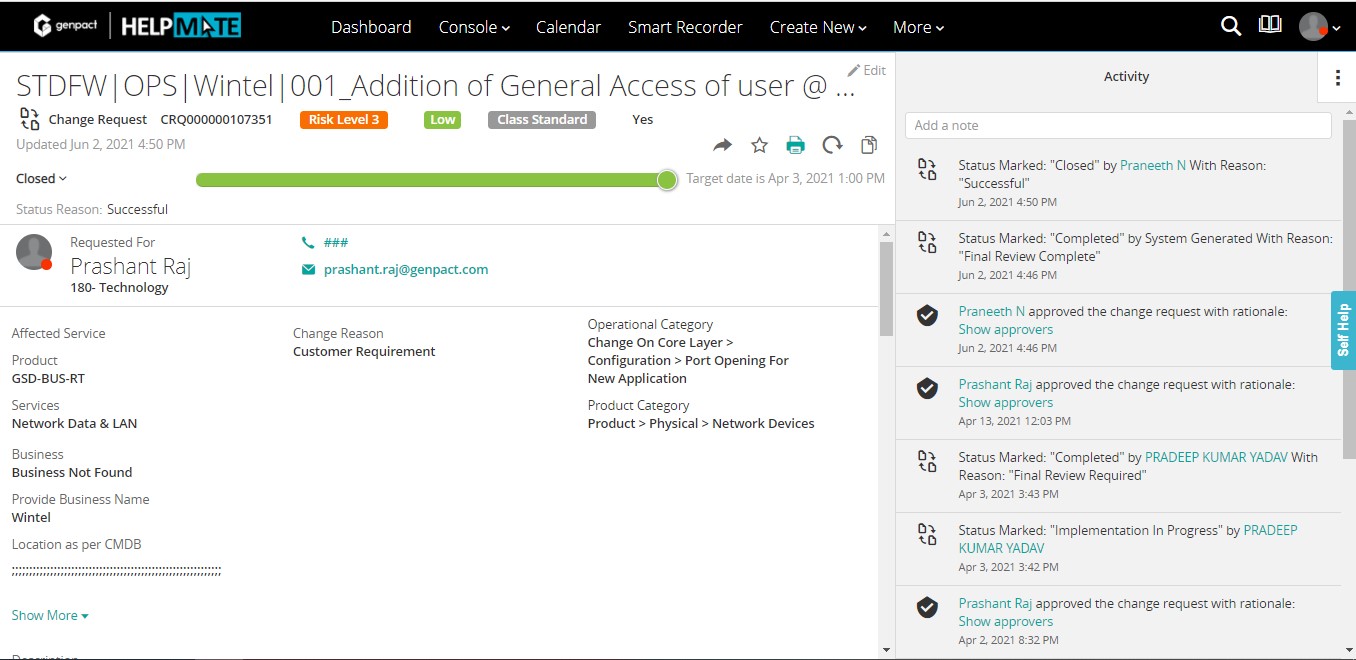 genpact HELPMATE Dashboard Console Calendar Smart Recorder Create New More
STDFW|OPS|Wintel|001_Addition of General Access of user @ ...
Edit
Change Request CRQ000000107351 Risk Level 3 Low Class Standard Yes
Updated Jun 2, 2021 4:50 PM
Closed
Target date is Apr 3, 2021 1:00 PM
Status Reason: Successful
Requested For
Prashant Raj
180- Technology
###
prashant.raj@genpact.com
Affected Service
Product
GSD-BUS-RT
Services
Network Data & LAN
Business
Business Not Found
Provide Business Name
Wintel
Location as per CMDB
;;;;;;;;;;;;;;;;;;;;;;;;;;;;;;;;;;;;;;;;;;;;;;;;;;;;;;;;;;;;
Show More
Description
Change Reason
Customer Requirement
Operational Category
Change On Core Layer >
Configuration > Port Opening For
New Application
Product Category
Product > Physical > Network Devices
Activity
Add a note
Status Marked: "Closed" by Praneeth N With Reason:
"Successful"
Jun 2, 2021 4:50 PM
Status Marked: "Completed" by System Generated With Reason:
"Final Review Complete"
Jun 2, 2021 4:46 PM
Praneeth N approved the change request with rationale:
Show approvers
Jun 2, 2021 4:46 PM
Prashant Raj approved the change request with rationale:
Show approvers
Apr 13, 2021 12:03 PM
Status Marked: "Completed" by PRADEEP KUMAR YADAV With
Reason: "Final Review Required"
Apr 3, 2021 3:43 PM
Status Marked: "Implementation In Progress" by PRADEEP
KUMAR YADAV
Apr 3, 2021 3:42 PM
Prashant Raj approved the change request with rationale:
Show approvers
Apr 2, 2021 8:32 PM
Self Help